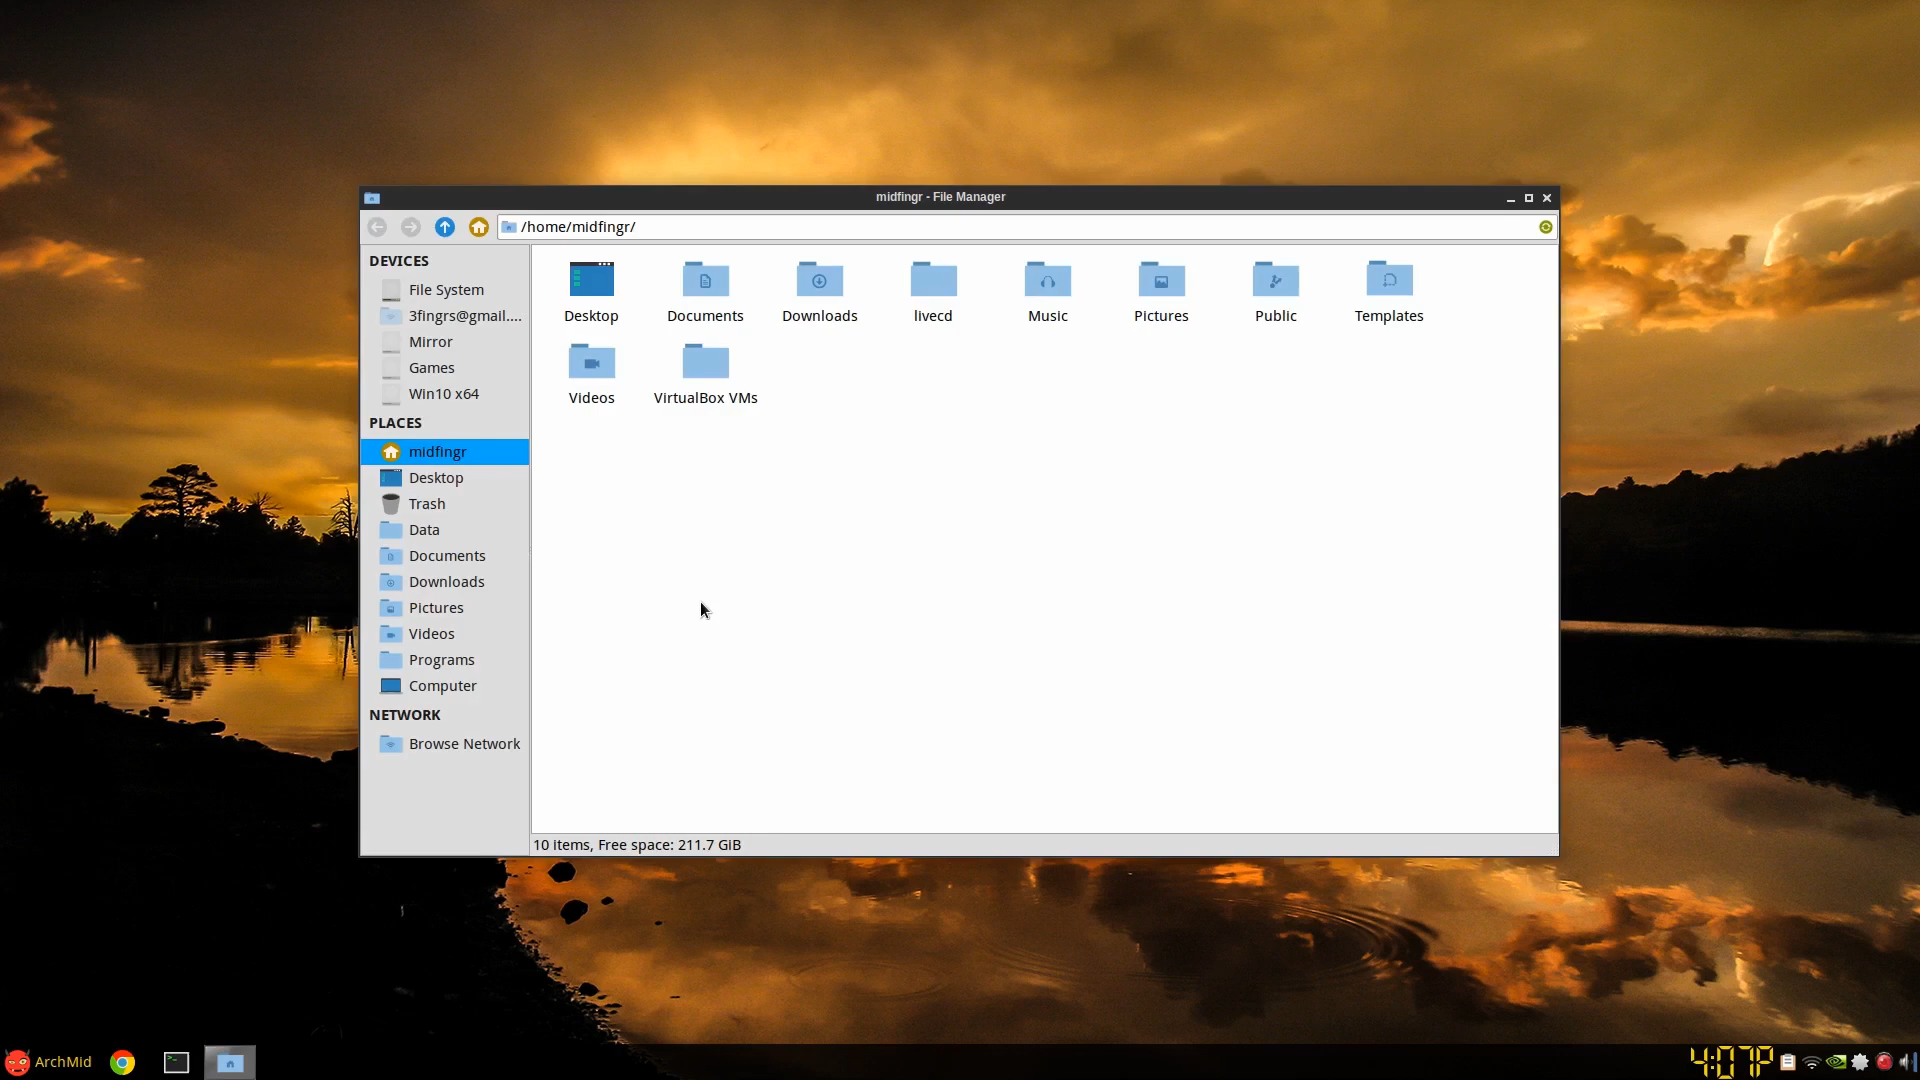 midfingr - File Manager
/home/midfingr/
DEVICES
File System
3fingrs@gmail....
Mirror
Games
Win10 x64
PLACES
midfingr
Desktop
Trash
Data
Documents
Downloads
Pictures
Videos
Programs
Computer
NETWORK
Browse Network
Desktop
Documents
Downloads
livecd
Music
Pictures
Public
Templates
Videos
VirtualBox VMs
10 items, Free space: 211.7 GiB
ArchMid
4:07P